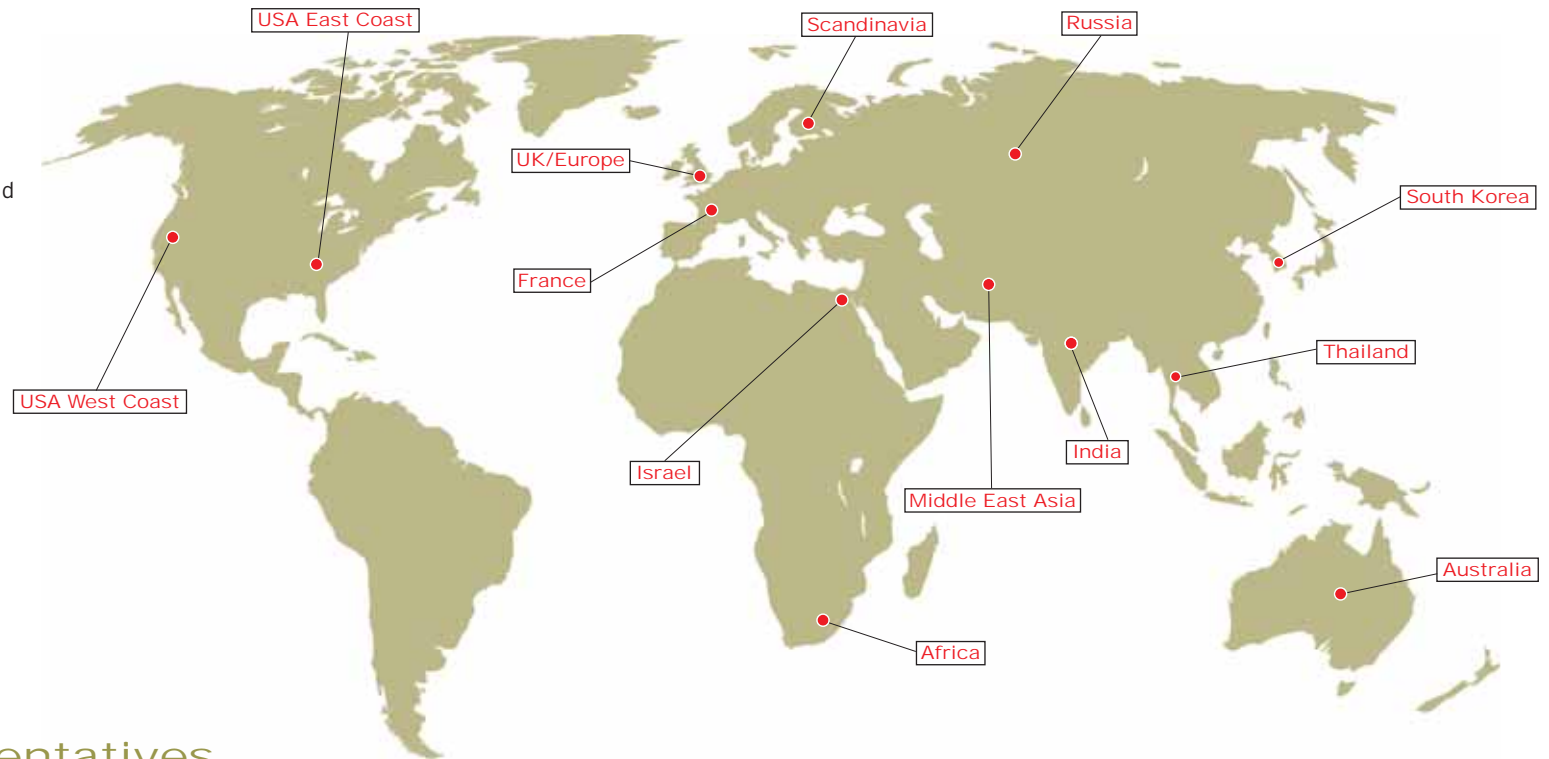 USA East Coast
Scandinavia
Russia
UK/Europe
d
South Korea
France
Thailand
USA West Coast
India
Israel
Middle East Asia
Australia
Africa
entatives